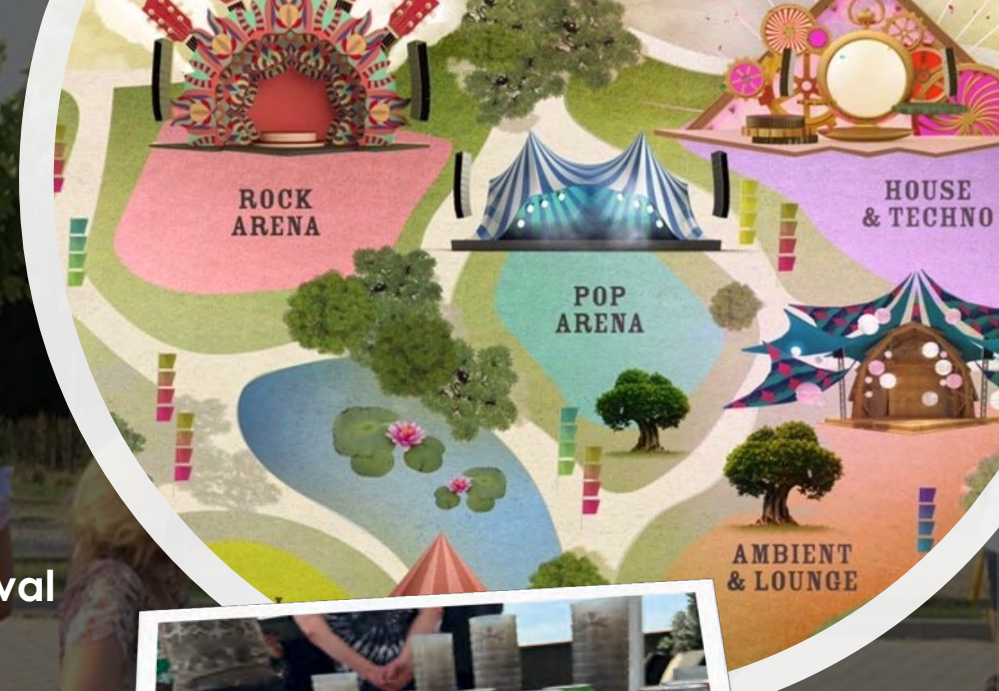 ROCK
ARENA
HOUSE
& TECHNO
POP
ARENA
AMBIENT
& LOUNGE
val